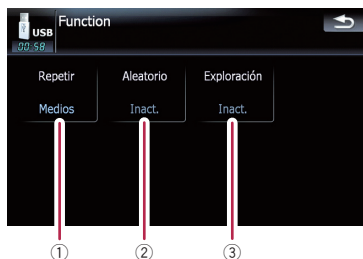 USB
Function
00:58
Repetir Aleatorio Exploración
Medios Inact. Inact.
① ② ③